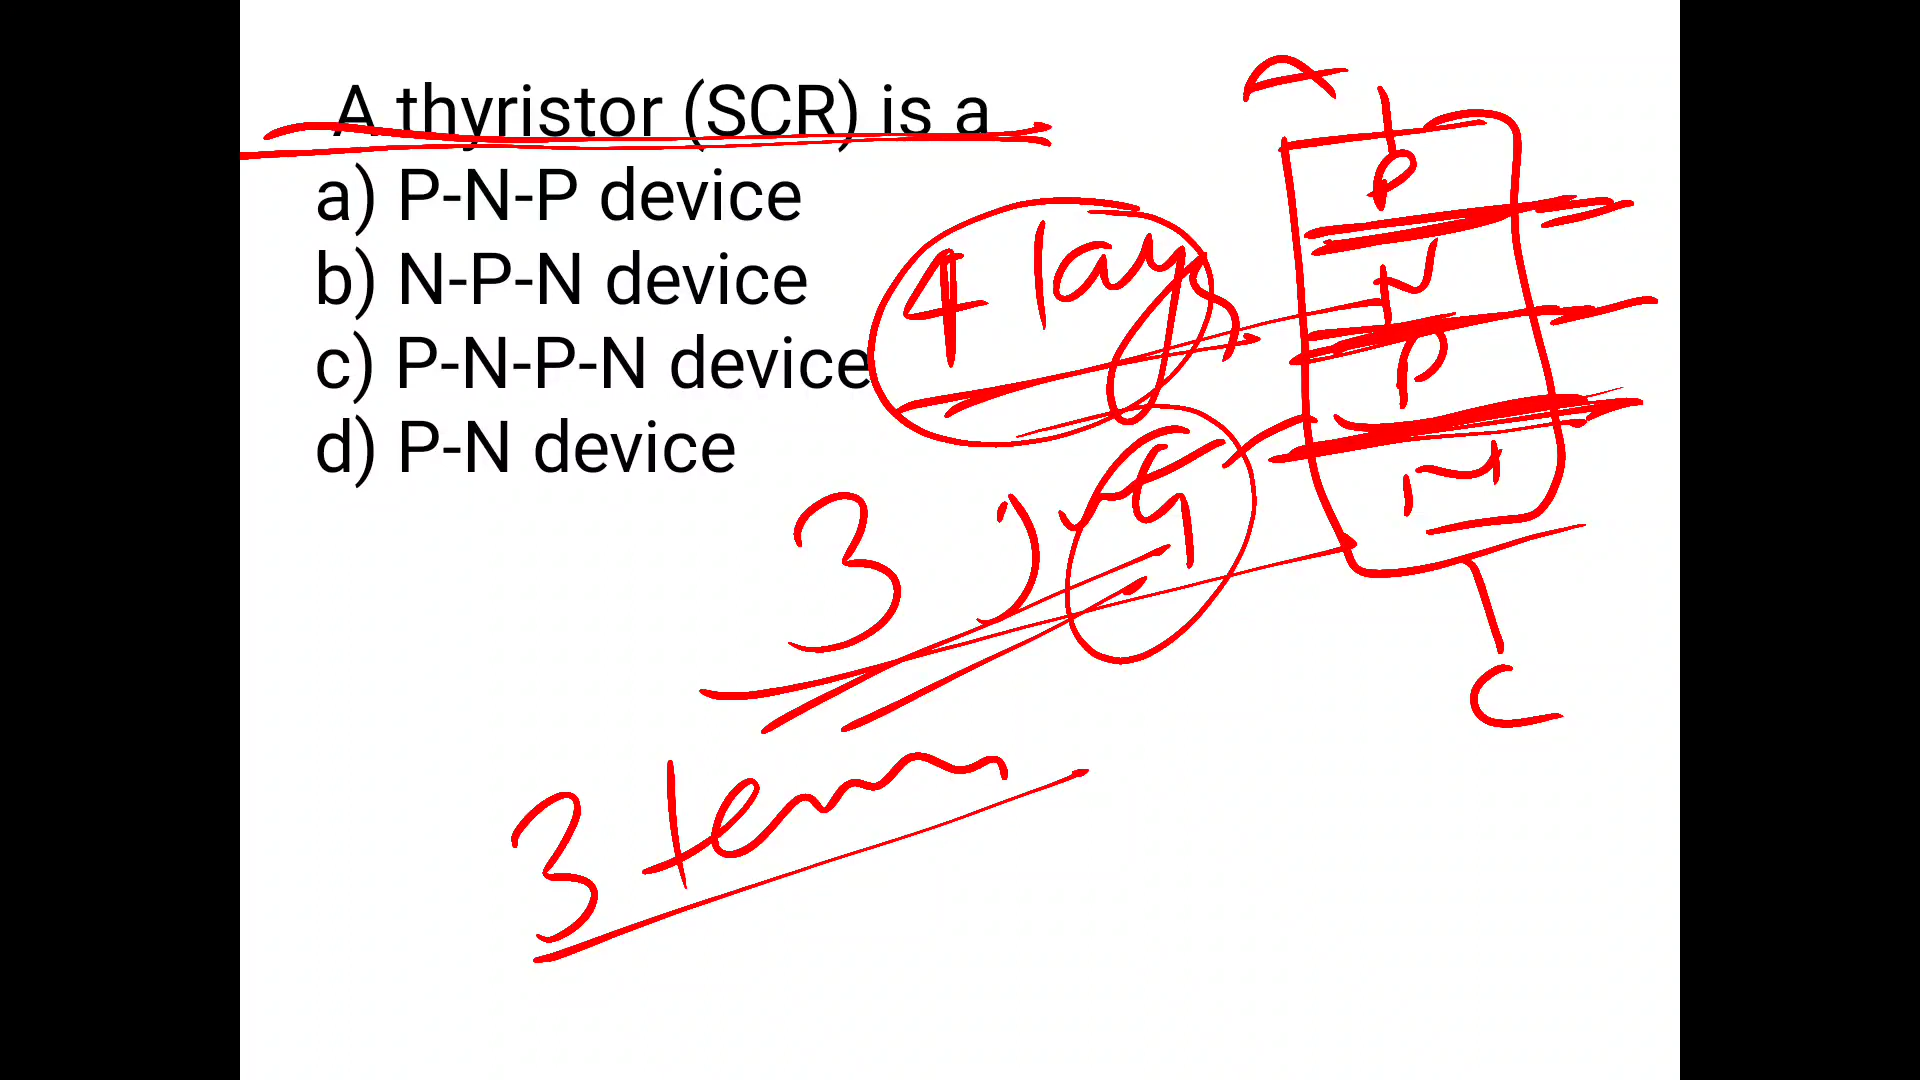 A thyristor (SCR) is a
a) P-N-P device
b) N-P-N device
c) P-N-P-N device
d) P-N device
4 lay
3 J
3 term
A
P
N
P
N
G
C